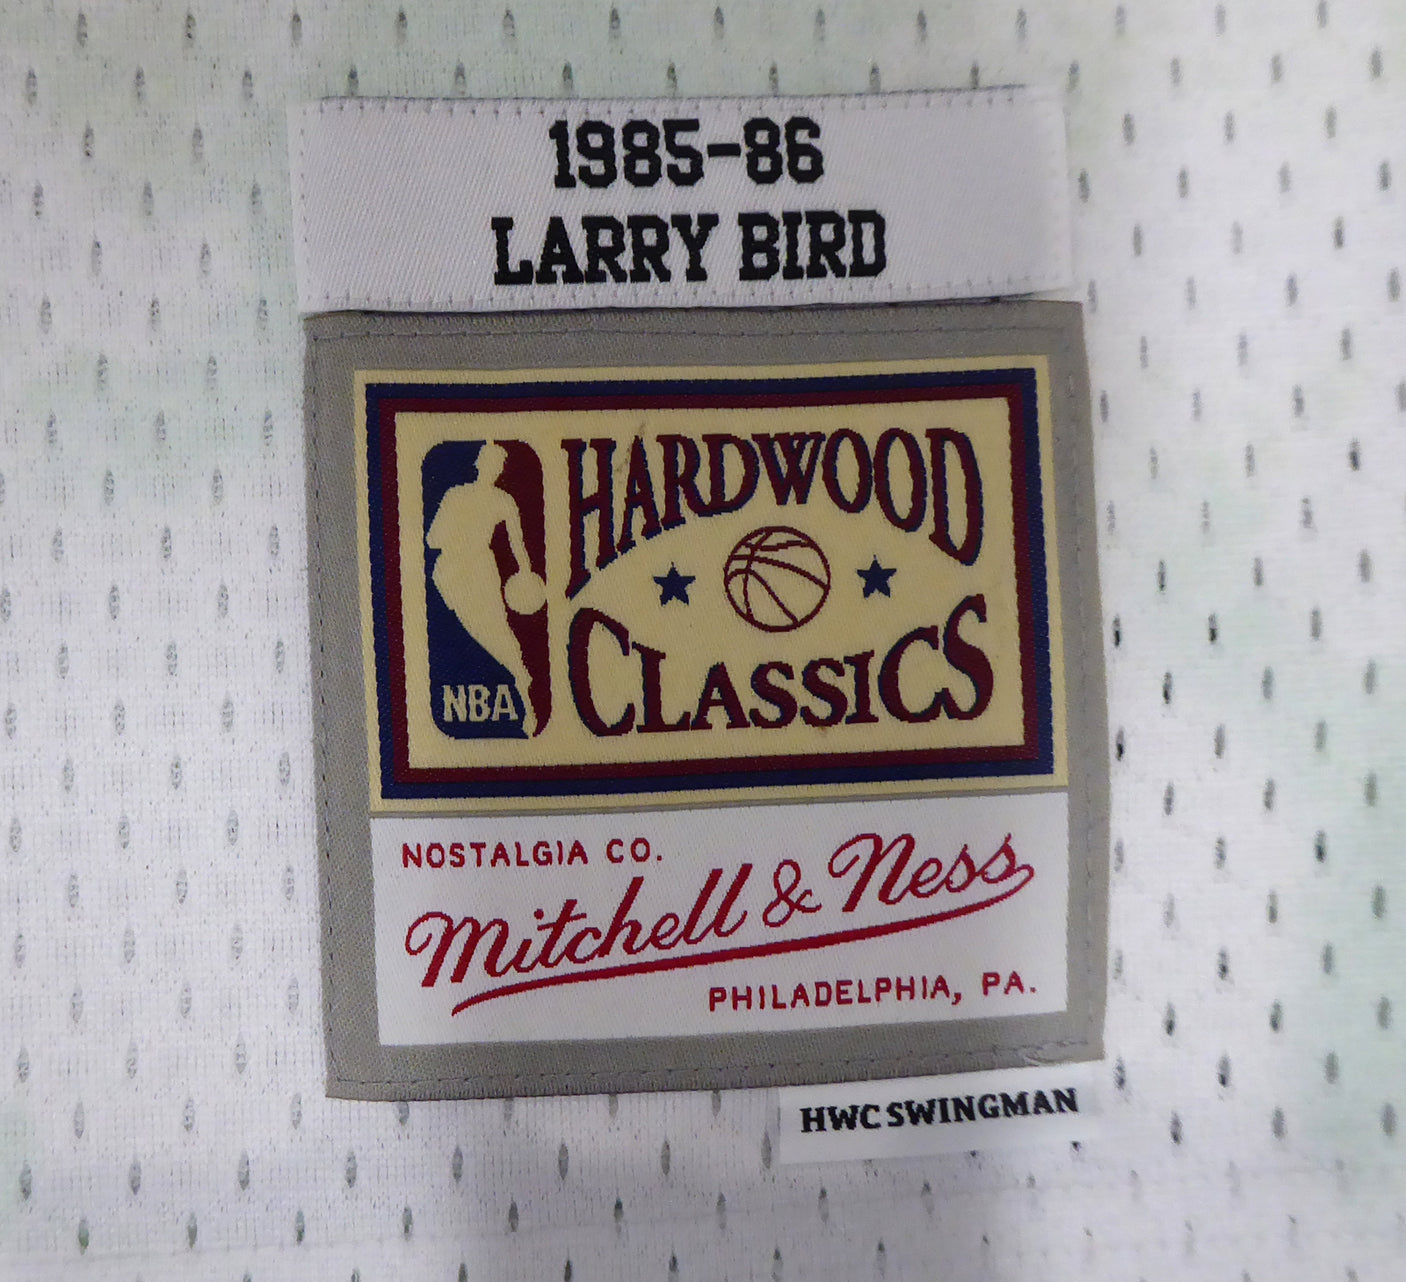 1985-86
LARRY BIRD
HARDWOOD
CLASSICS
NBA
NOSTALGIA CO.
Mitchell & Ness
PHILADELPHIA, PA.
HWC SWINGMAN